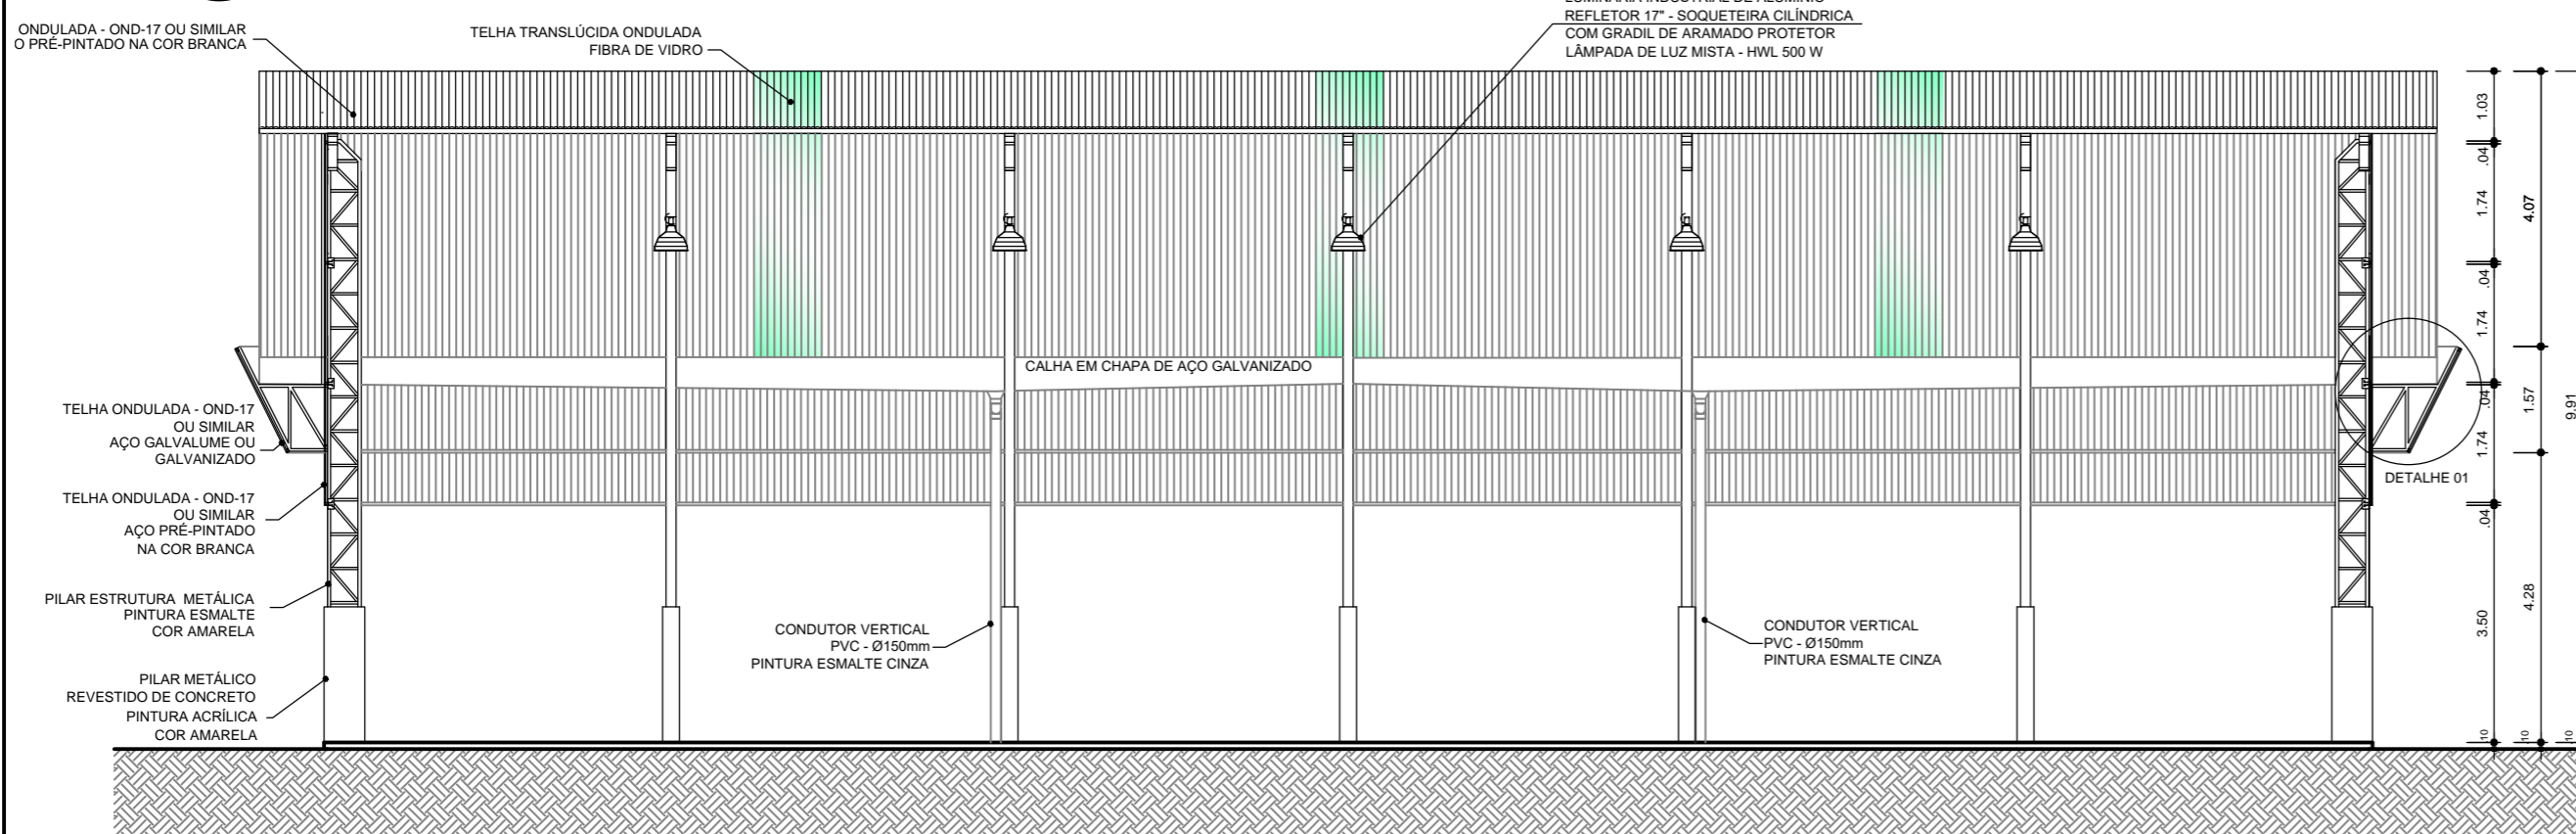 ONDULADA - OND-17 OU SIMILAR
O PRÉ-PINTADO NA COR BRANCA
TELHA TRANSLÚCIDA ONDULADA
FIBRA DE VIDRO
LUMINÁRIA INDUSTRIAL DE ALUMÍNIO
REFLETOR 17" - SOQUETEIRA CILÍNDRICA
COM GRADIL DE ARAMADO PROTETOR
LÂMPADA DE LUZ MISTA - HWL 500 W
CALHA EM CHAPA DE AÇO GALVANIZADO
TELHA ONDULADA - OND-17
OU SIMILAR
AÇO GALVALUME OU
GALVANIZADO
TELHA ONDULADA - OND-17
OU SIMILAR
AÇO PRÉ-PINTADO
NA COR BRANCA
PILAR ESTRUTURA METÁLICA
PINTURA ESMALTE
COR AMARELA
PILAR METÁLICO
REVESTIDO DE CONCRETO
PINTURA ACRÍLICA
COR AMARELA
CONDUTOR VERTICAL
PVC - Ø150mm
PINTURA ESMALTE CINZA
CONDUTOR VERTICAL
PVC - Ø150mm
PINTURA ESMALTE CINZA
DETALHE 01
1.03
.04
1.74
.04
1.74
.04
1.74
.04
3.50
.10
4.07
1.57
4.28
.10
9.91
.10